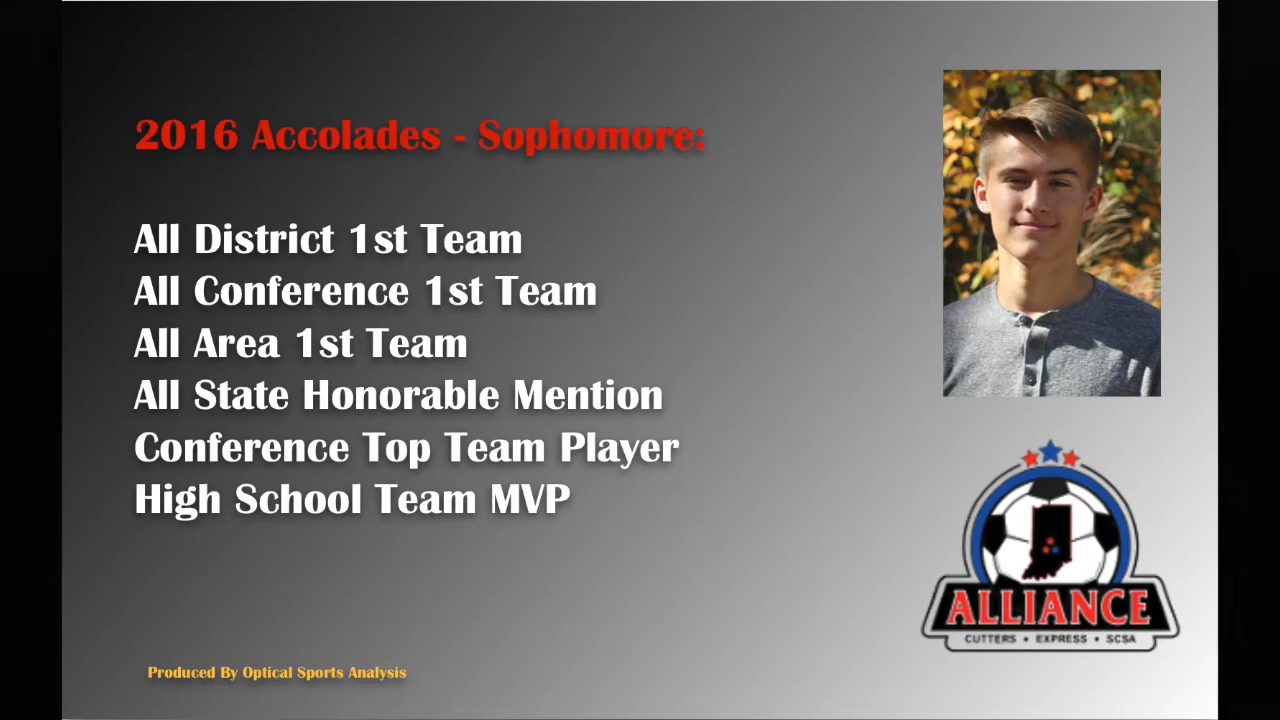 2016 Accolades - Sophomore:
All District 1st Team
All Conference 1st Team
All Area 1st Team
All State Honorable Mention
Conference Top Team Player
High School Team MVP
ALLIANCE
CUTTERS • EXPRESS • SCSA
Produced By Optical Sports Analysis